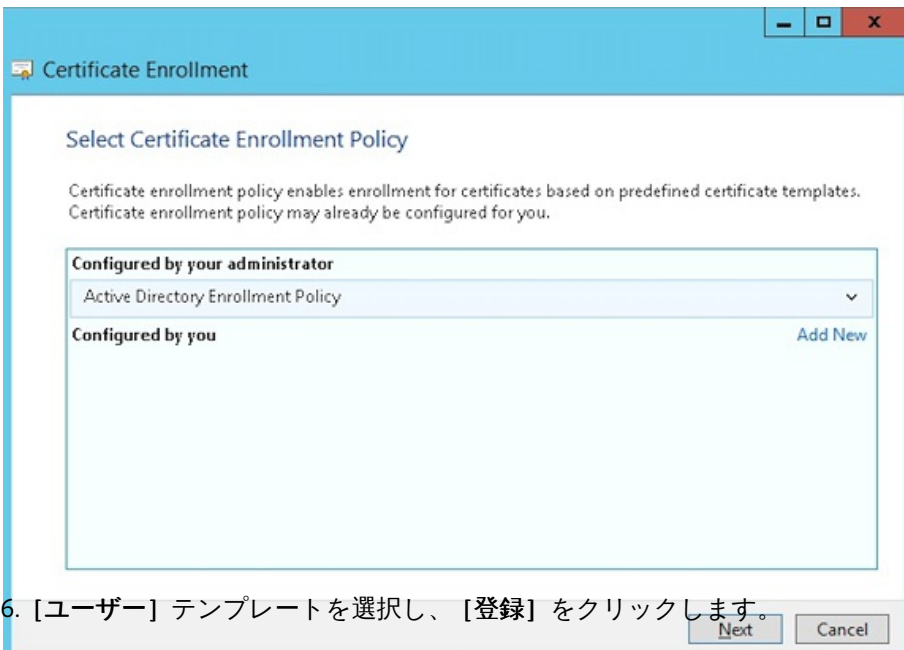 Certificate Enrollment
Select Certificate Enrollment Policy
Certificate enrollment policy enables enrollment for certificates based on predefined certificate templates.
Certificate enrollment policy may already be configured for you.
Configured by your administrator
Active Directory Enrollment Policy
Configured by you Add New
6. [ユーザー] テンプレートを選択し、 [登録] をクリックします。
Next Cancel